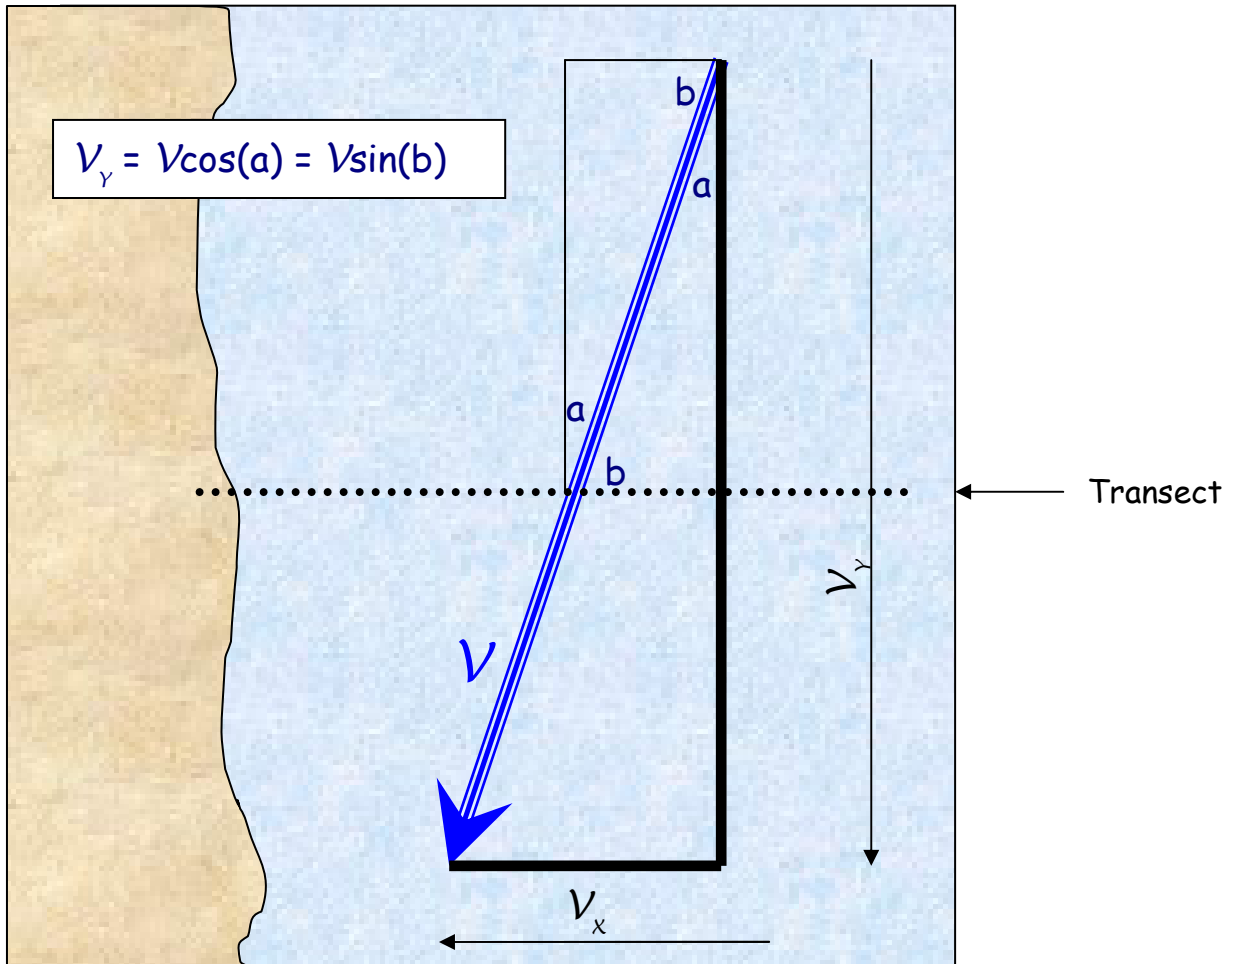 b
V_Y = Vcos(a) = Vsin(b)
a
a
b
Transect
V_Y
V
V_X